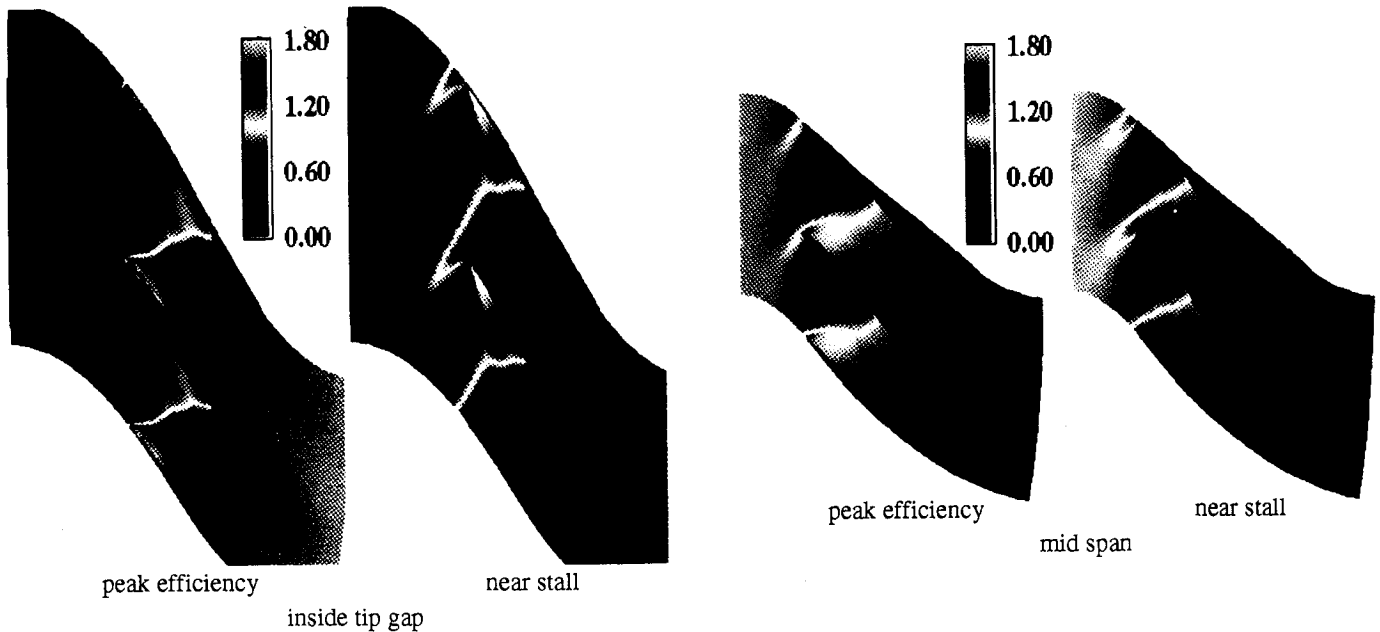 1.80
1.20
0.60
0.00
peak efficiency
near stall
inside tip gap
1.80
1.20
0.60
0.00
peak efficiency
near stall
mid span